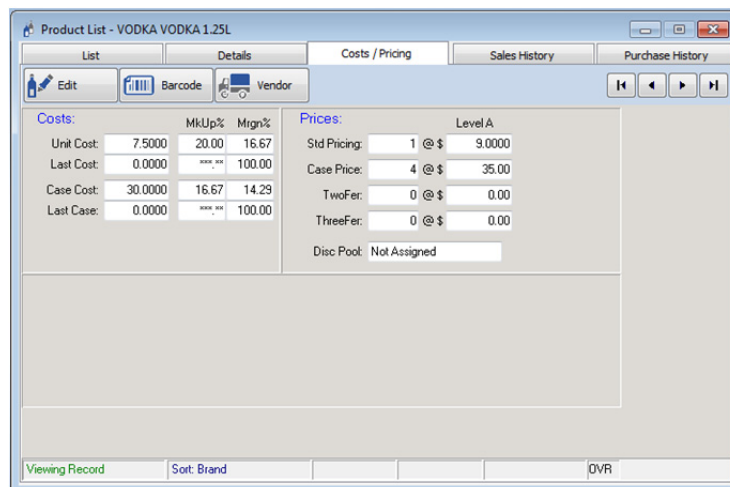 Product List - VODKA VODKA 1.25L
List Details Costs / Pricing Sales History Purchase History
Edit Barcode Vendor
Costs: MkUp% Mrgn%
Unit Cost: 7.5000 20.00 16.67
Last Cost: 0.0000 ***.** 100.00
Case Cost: 30.0000 16.67 14.29
Last Case: 0.0000 ***.** 100.00
Prices: Level A
Std Pricing: 1 @ $ 9.0000
Case Price: 4 @ $ 35.00
TwoFer: 0 @ $ 0.00
ThreeFer: 0 @ $ 0.00
Disc Pool: Not Assigned
Viewing Record Sort: Brand OVR